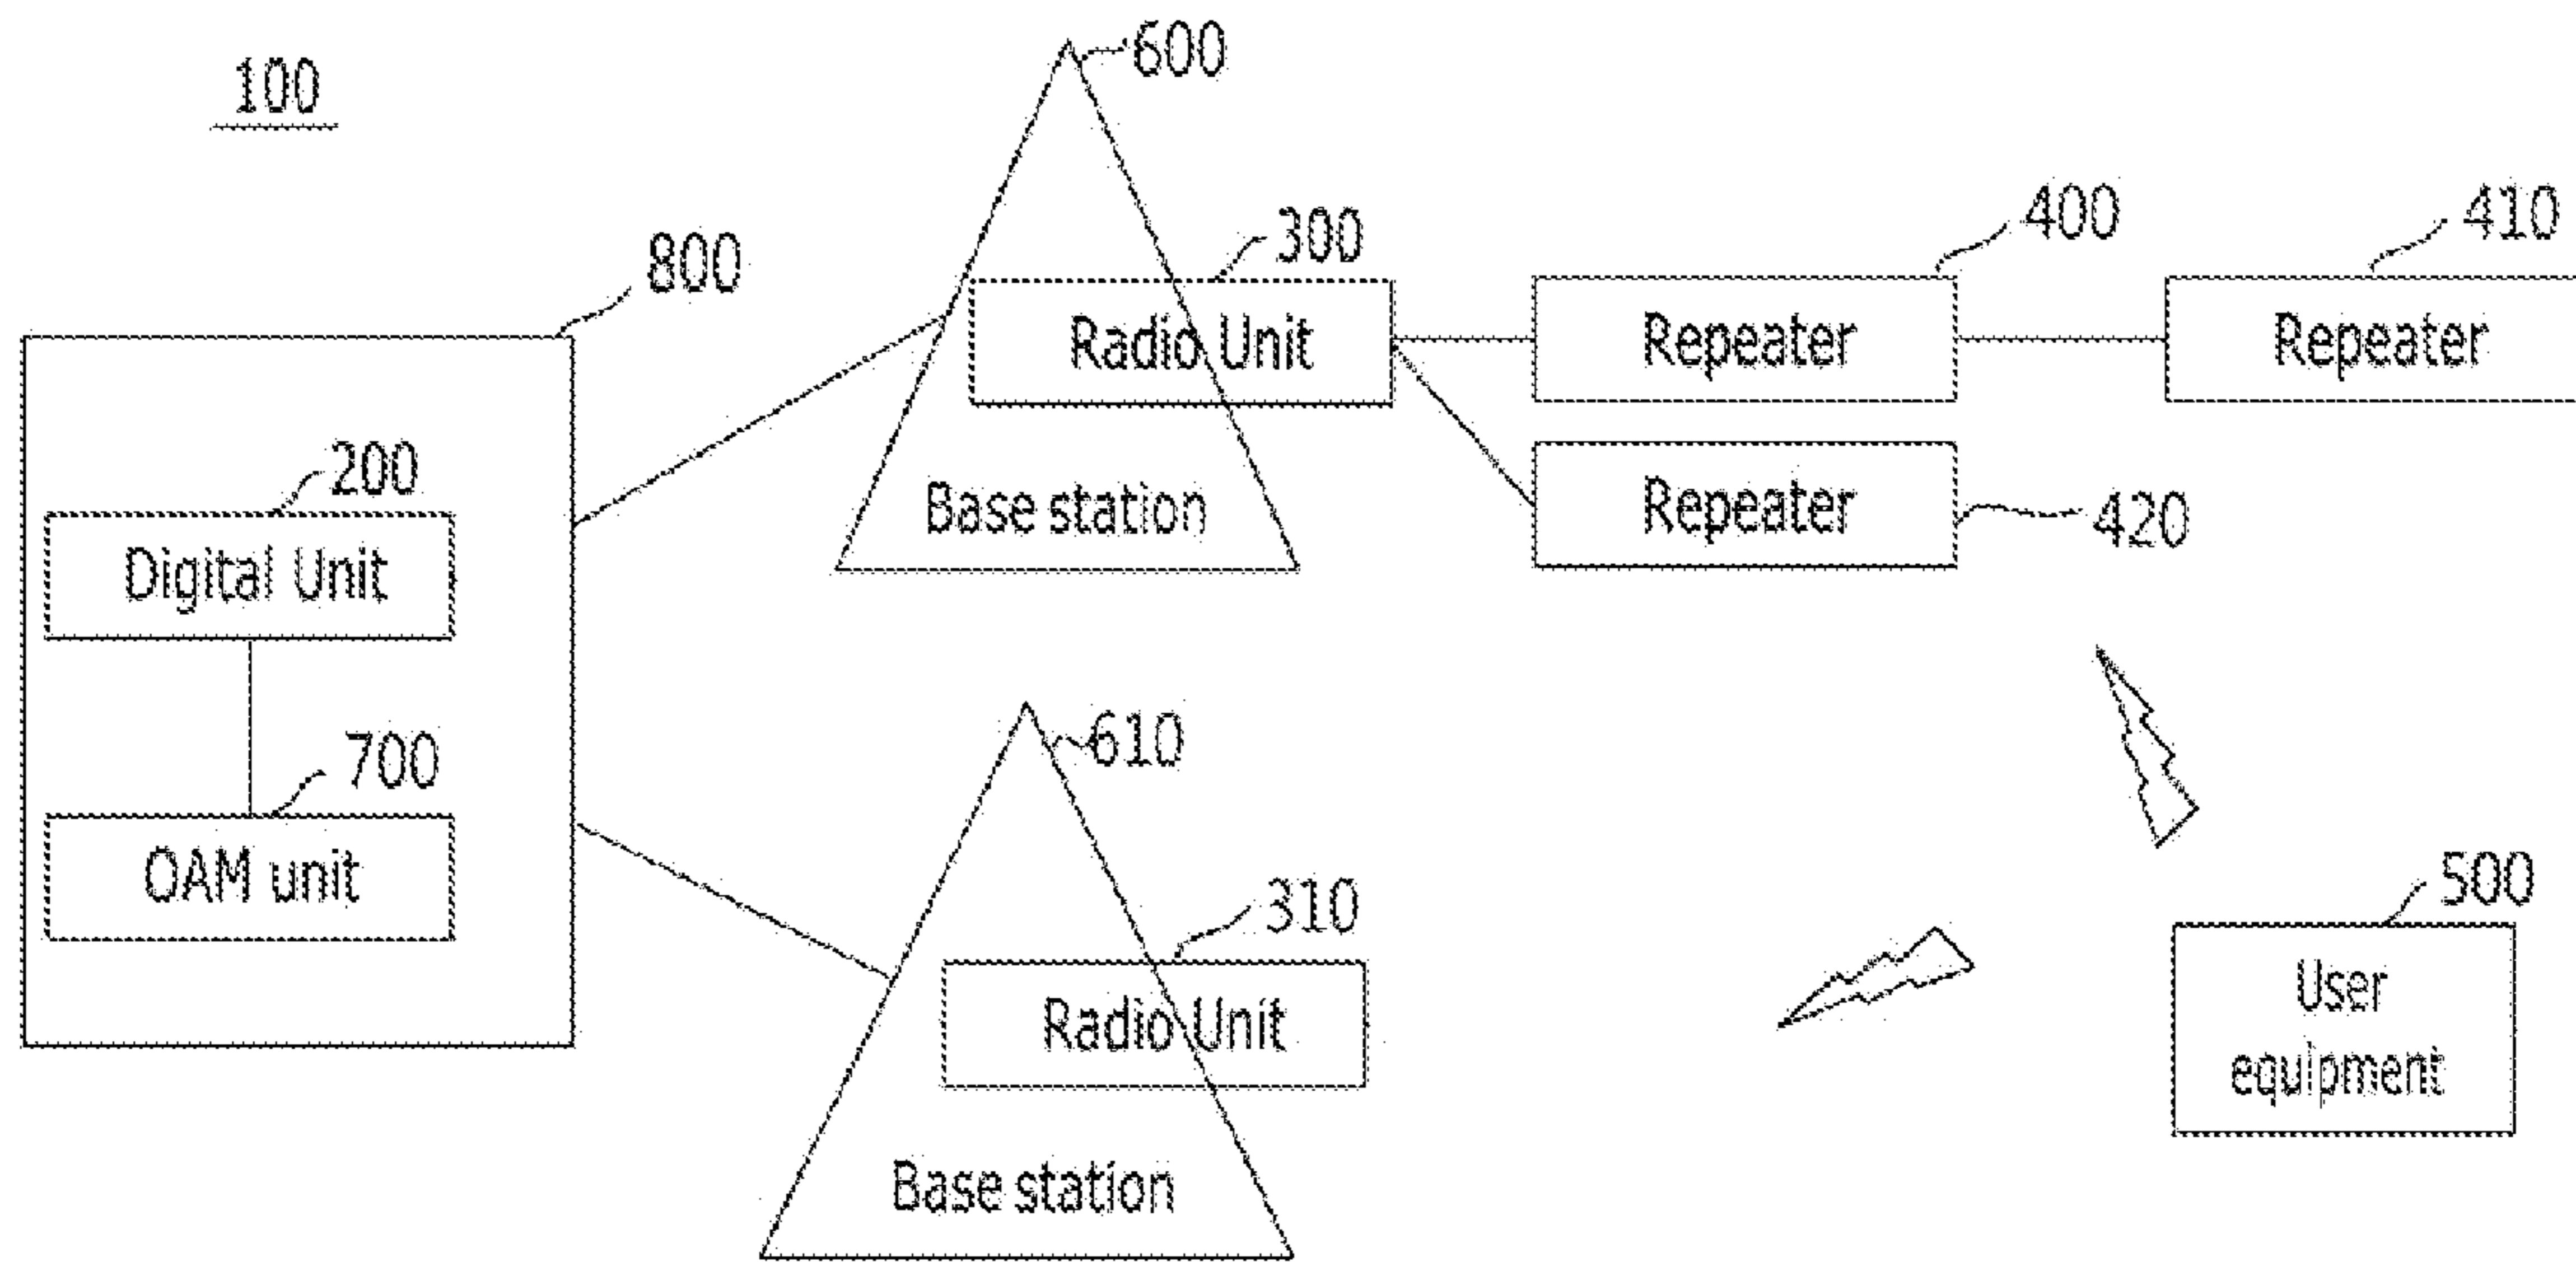 100
600
800
300
400
410
Radio Unit
Repeater
Repeater
200
Base station
Repeater
420
Digital Unit
700
610
OAM unit
310
500
Radio Unit
User
equipment
Base station